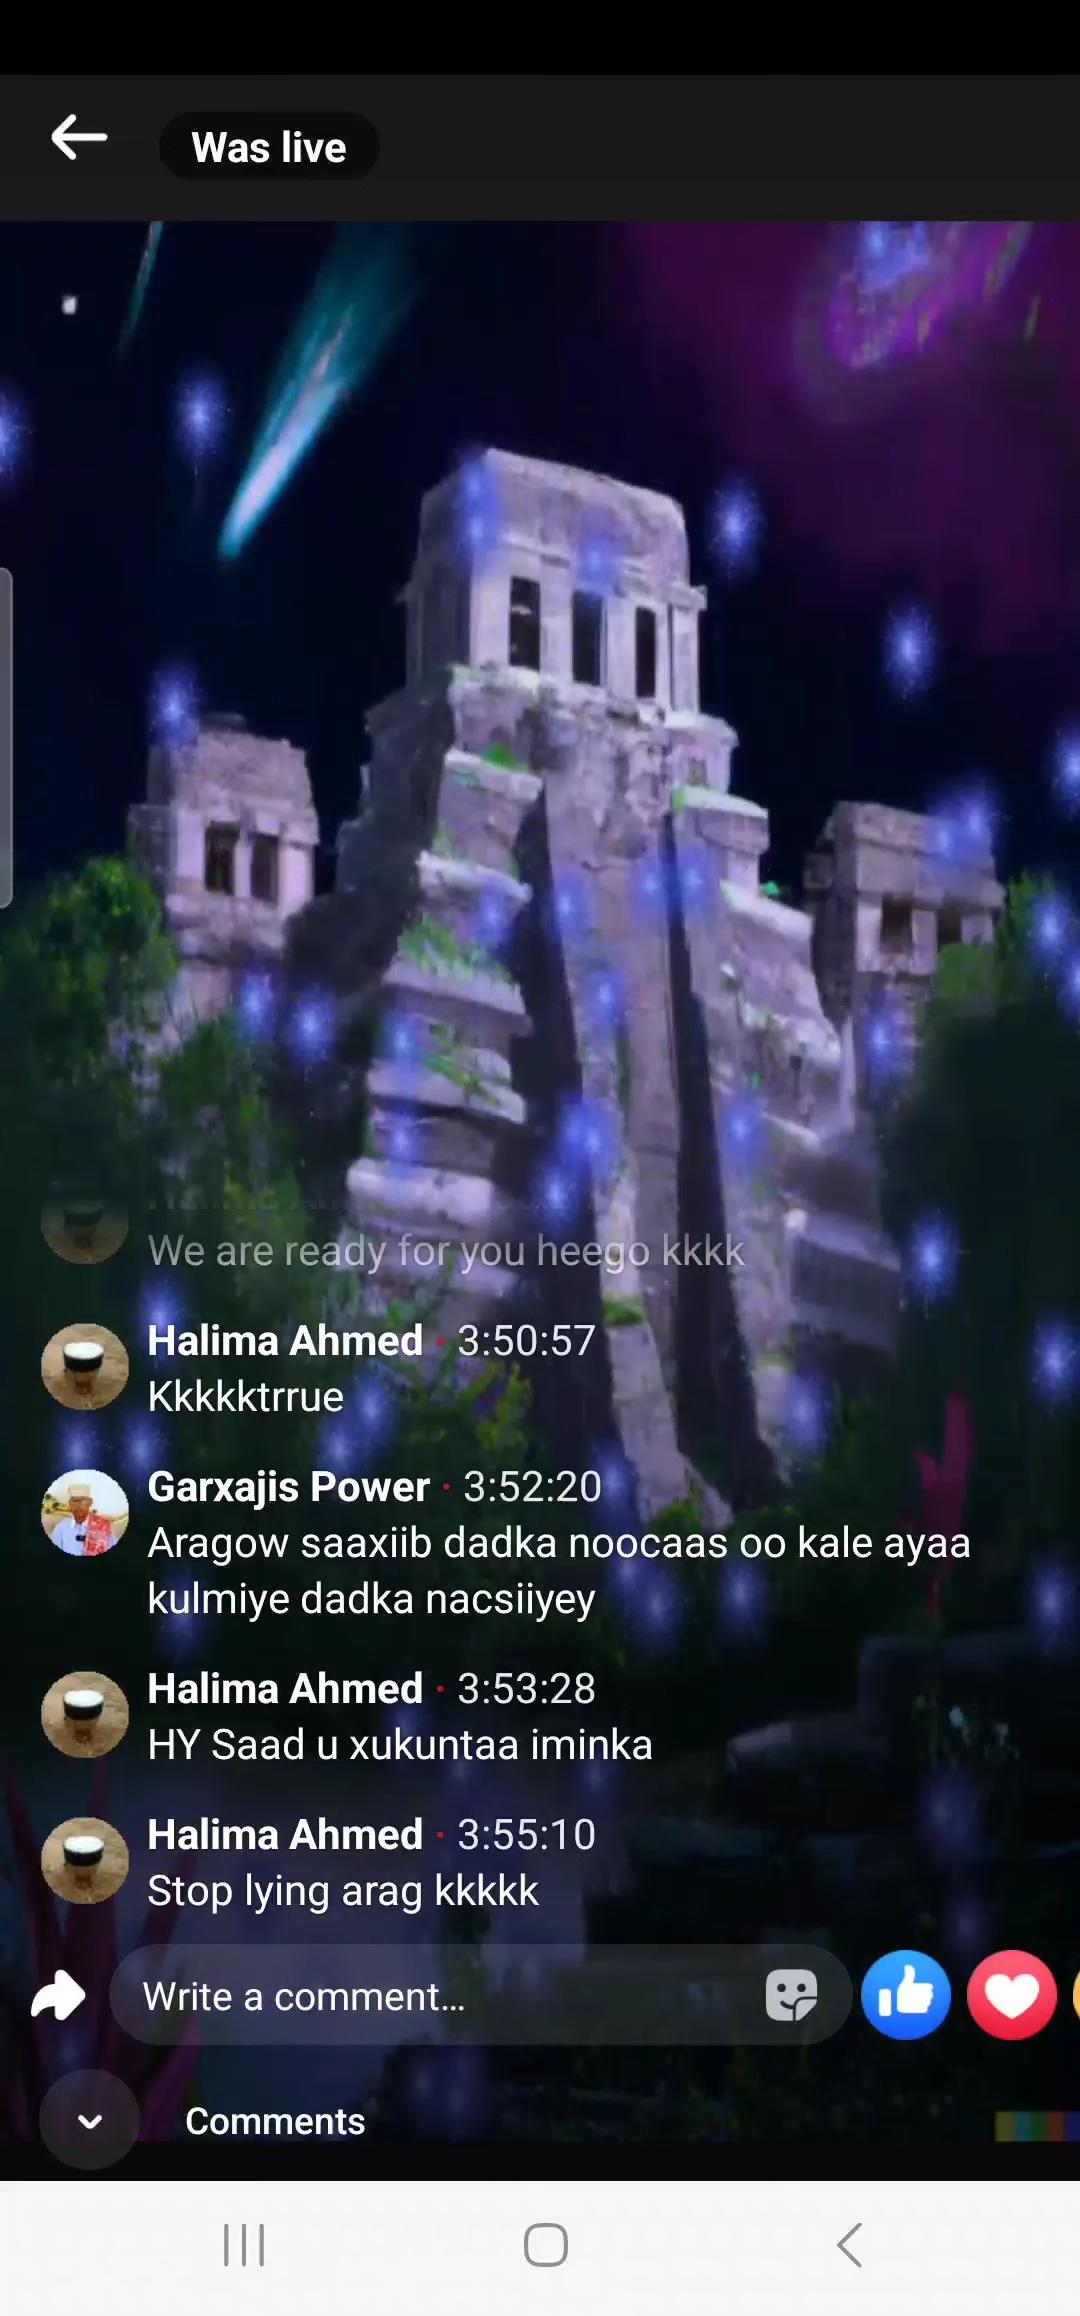 Was live
We are ready for you heego kkkk
Halima Ahmed · 3:50:57
Kkkkktrrue
Garxajis Power · 3:52:20
Aragow saaxiib dadka noocaas oo kale ayaa
kulmiye dadka nacsiiyey
Halima Ahmed · 3:53:28
HY Saad u xukuntaa iminka
Halima Ahmed · 3:55:10
Stop lying arag kkkkk
Write a comment...
Comments